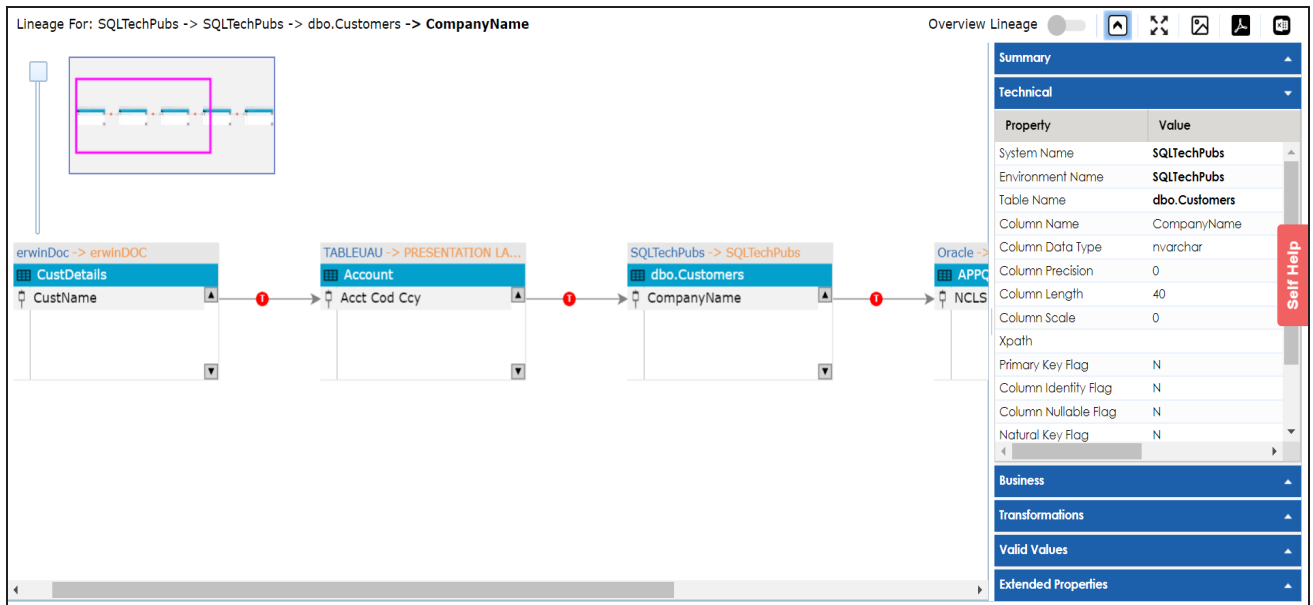 Lineage For: SQLTechPubs -> SQLTechPubs -> dbo.Customers -> CompanyName
Overview Lineage
erwinDoc -> erwinDOC
CustDetails
CustName
T
TABLEUAU -> PRESENTATION LA...
Account
Acct Cod Ccy
T
SQLTechPubs -> SQLTechPubs
dbo.Customers
CompanyName
T
Oracle ->
APPQ
NCLS
Summary
Technical
Property Value
System Name SQLTechPubs
Environment Name SQLTechPubs
Table Name dbo.Customers
Column Name CompanyName
Column Data Type nvarchar
Column Precision 0
Column Length 40
Column Scale 0
Xpath
Primary Key Flag N
Column Identity Flag N
Column Nullable Flag N
Natural Key Flag N
Business
Transformations
Valid Values
Extended Properties
Self Help